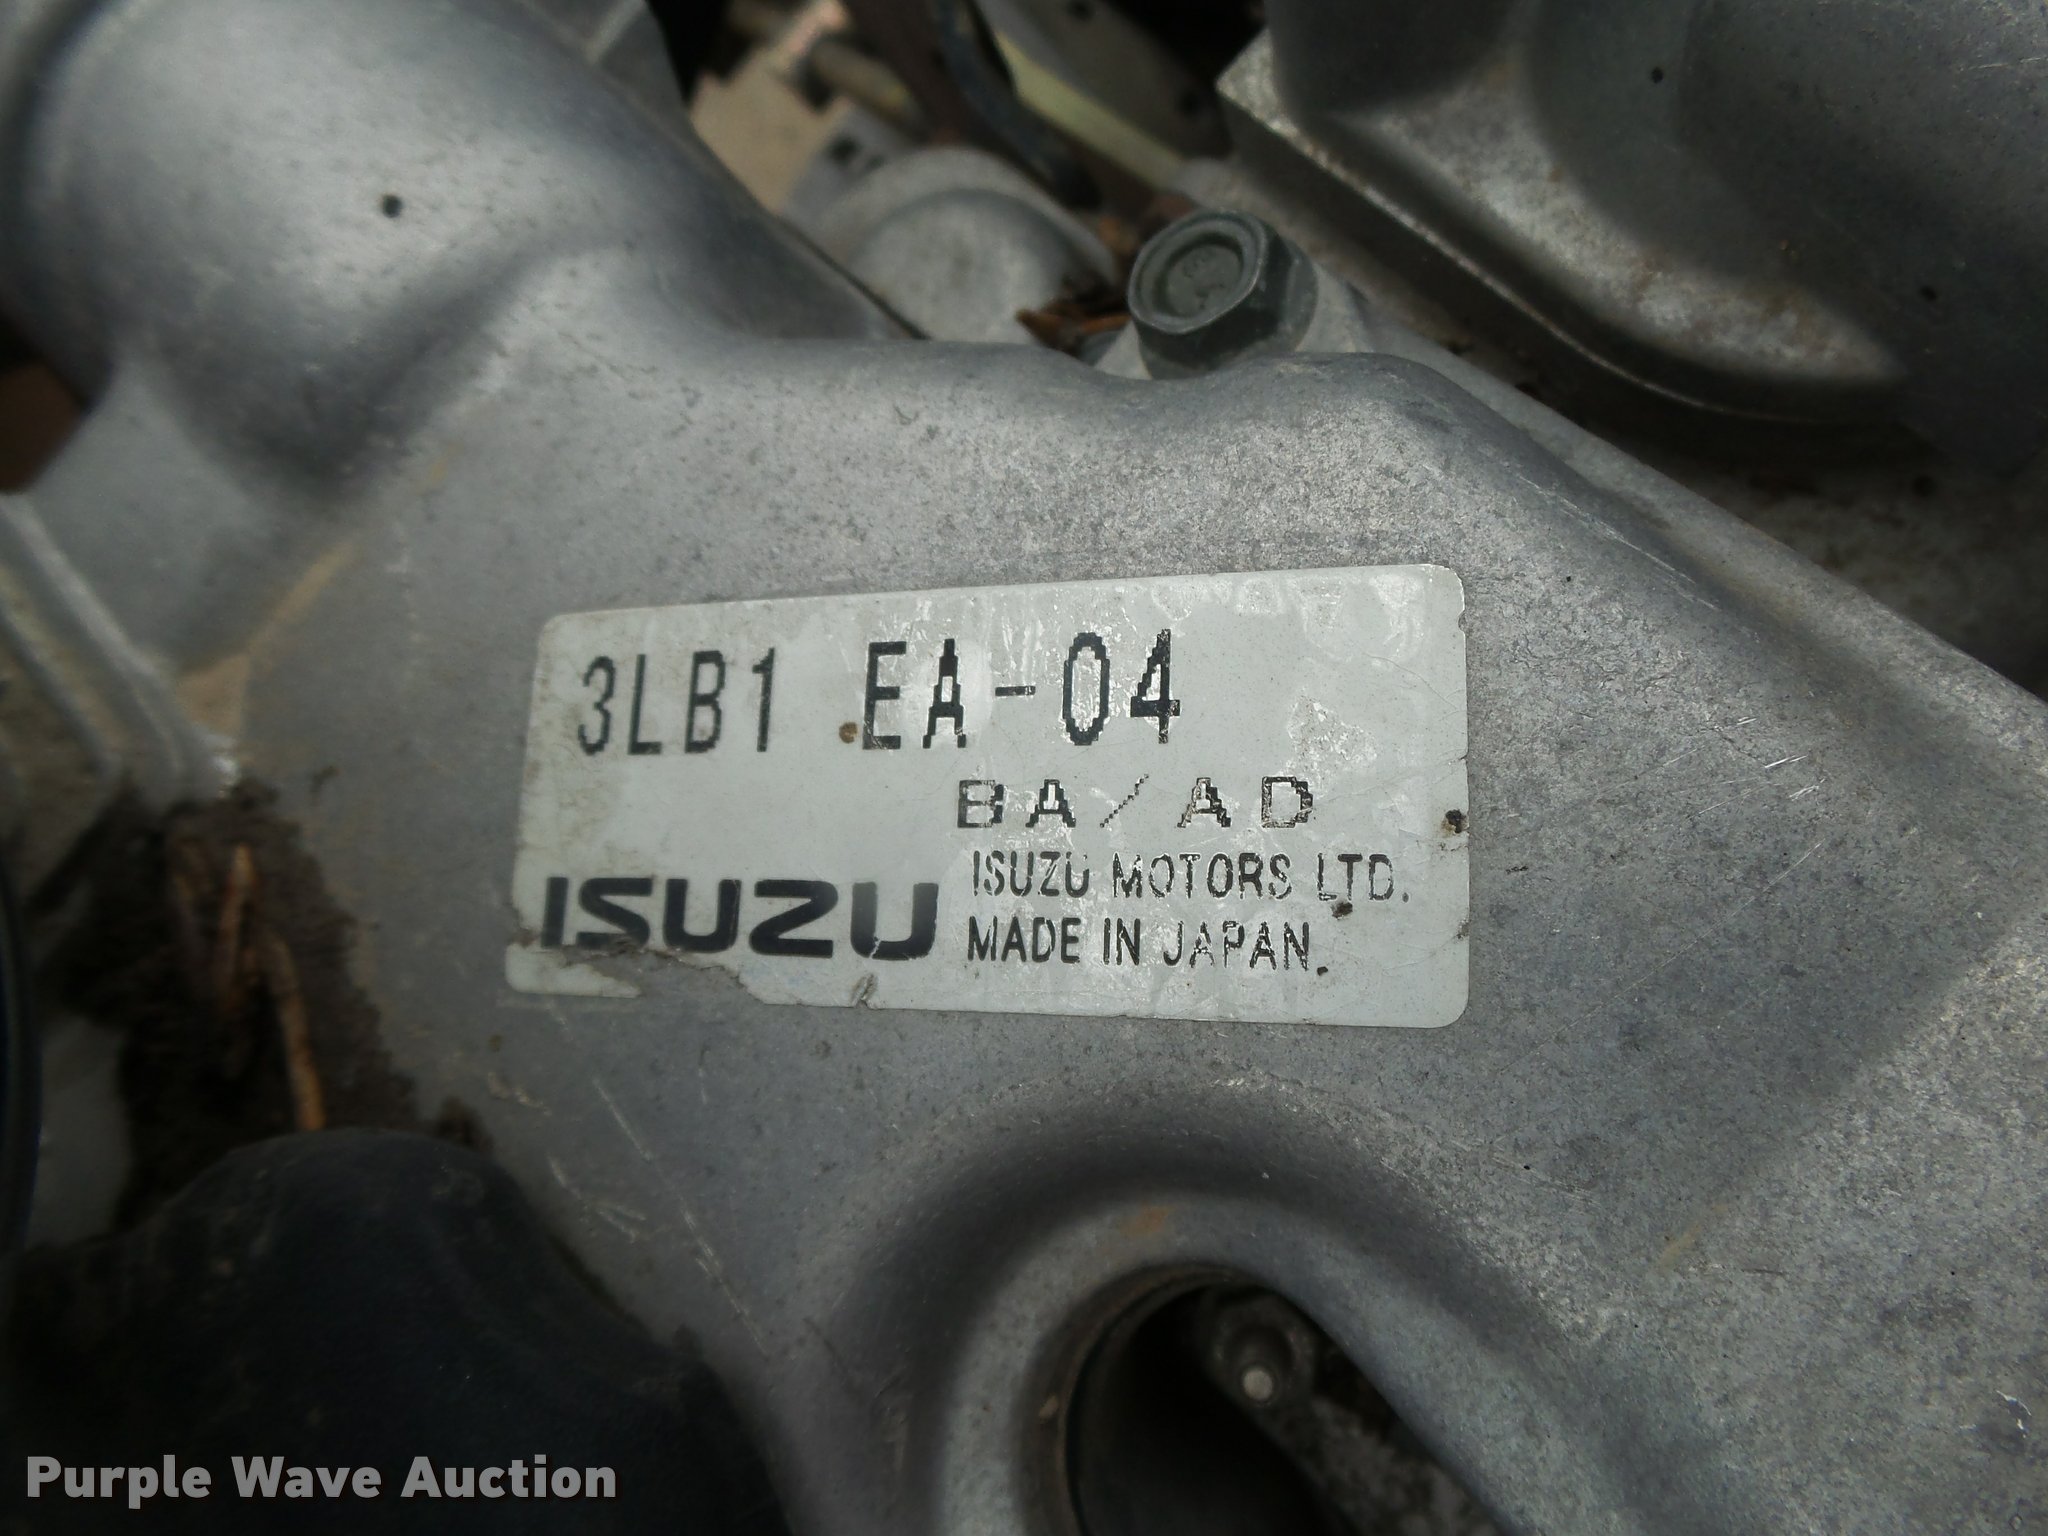 3LB1 EA-04
BA/AD
ISUZU
ISUZU MOTORS LTD.
MADE IN JAPAN.
Purple Wave Auction